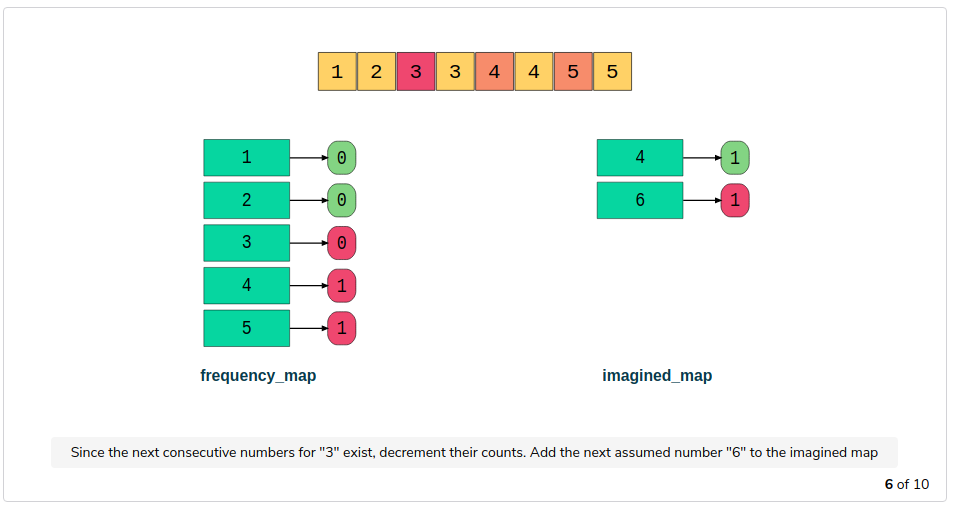 1 2 3 3 4 4 5 5
1 0 4 1
2 0 6 1
3 0
4 1
5 1
frequency_map imagined_map
Since the next consecutive numbers for "3" exist, decrement their counts. Add the next assumed number "6" to the imagined map
6 of 10